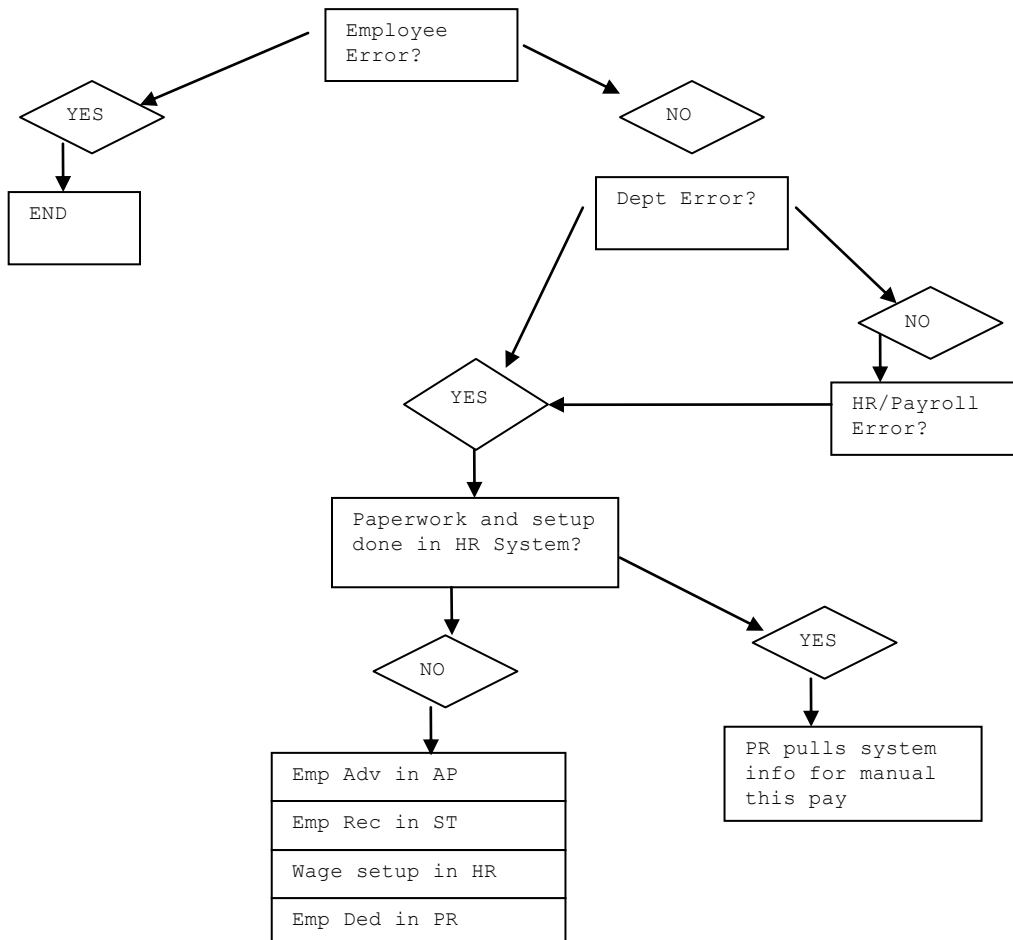 Employee
Error?
YES
NO
END
Dept Error?
NO
YES
HR/Payroll
Error?
Paperwork and setup
done in HR System?
YES
NO
PR pulls system
info for manual
this pay
Emp Adv in AP
Emp Rec in ST
Wage setup in HR
Emp Ded in PR